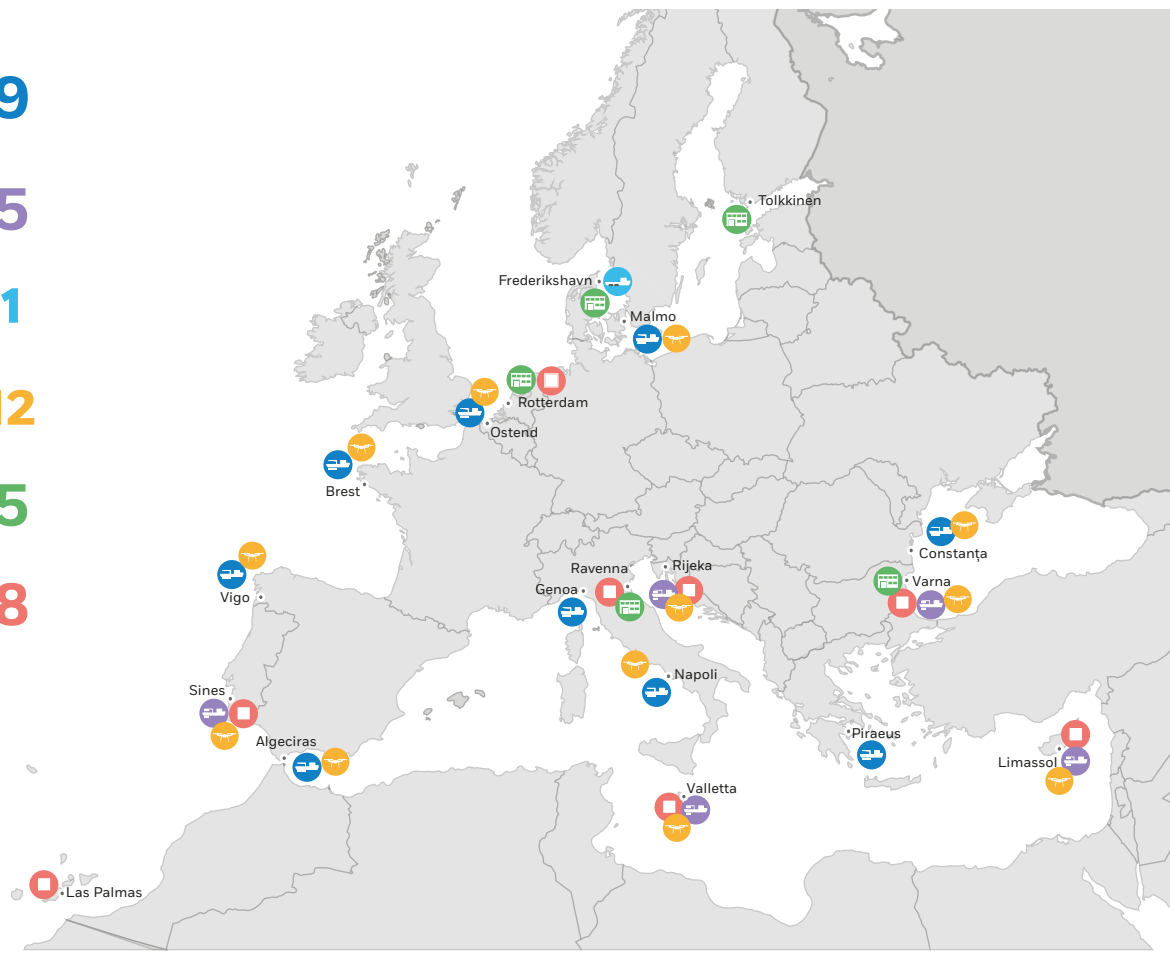 9
5
1
12
5
8
Tolkkinen
Frederikshavn
Malmo
Rotterdam
Ostend
Brest
Constanța
Ravenna
Rijeka
Varna
Genoa
Vigo
Napoli
Sines
Algeciras
Piraeus
Limassol
Valletta
Las Palmas